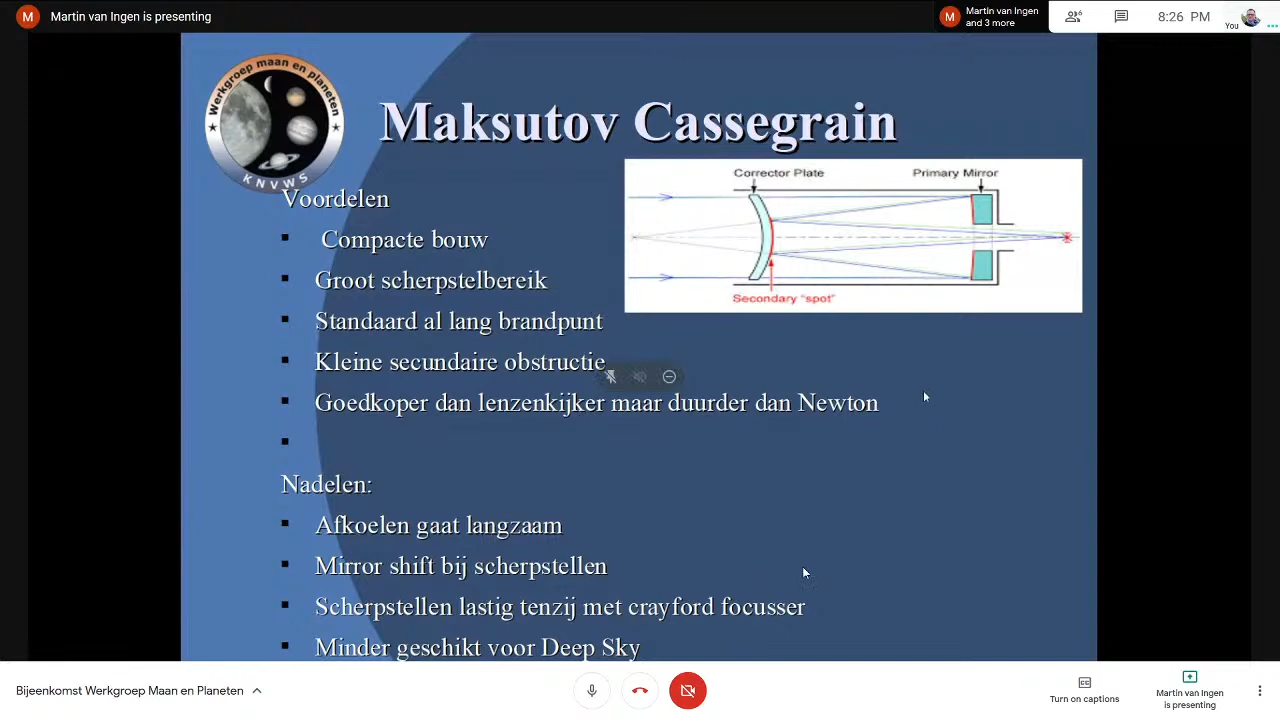 Martin van Ingen is presenting
Martin van Ingen
and 3 more
6
8:26 PM
You
M
M
Werkgroep maan en planeten
KNVWS
Maksutov Cassegrain
Corrector Plate
Primary Mirror
Secondary "spot"
Voordelen
Compacte bouw
Groot scherpstelbereik
Standaard al lang brandpunt
Kleine secundaire obstructie
Goedkoper dan lenzenkijker maar duurder dan Newton
Nadelen:
Afkoelen gaat langzaam
Mirror shift bij scherpstellen
Scherpstellen lastig tenzij met crayford focusser
Minder geschikt voor Deep Sky
Bijeenkomst Werkgroep Maan en Planeten
Turn on captions
Martin van Ingen
is presenting